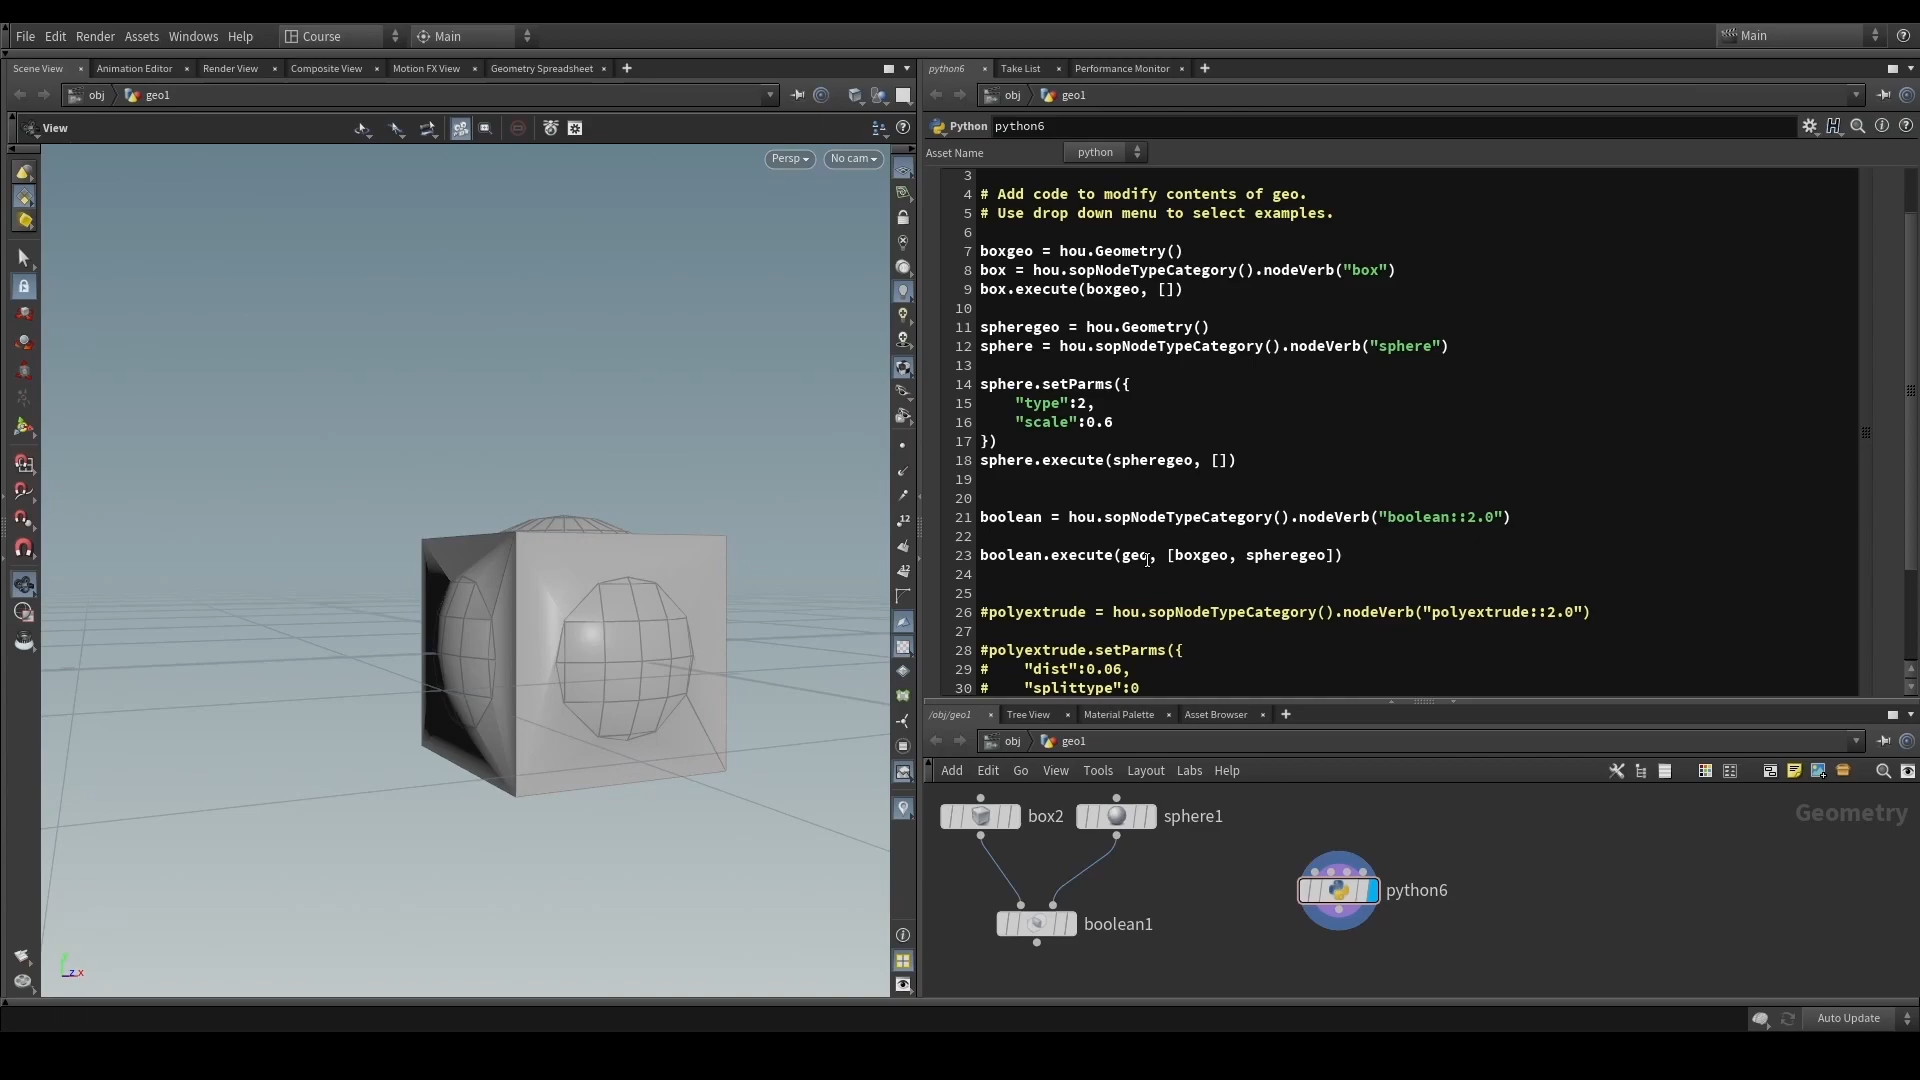 File Edit Render Assets Windows Help Course Main Main
Scene View Animation Editor Render View Composite View Motion FX View Geometry Spreadsheet
obj geo1
View
Persp No cam
12
12
z x
python6 Take List Performance Monitor
obj geo1
Python python6
Asset Name python
3
4 # Add code to modify contents of geo.
5 # Use drop down menu to select examples.
6
7 boxgeo = hou.Geometry()
8 box = hou.sopNodeTypeCategory().nodeVerb("box")
9 box.execute(boxgeo, [])
10
11 spheregeo = hou.Geometry()
12 sphere = hou.sopNodeTypeCategory().nodeVerb("sphere")
13
14 sphere.setParms({
15 "type":2,
16 "scale":0.6
17 })
18 sphere.execute(spheregeo, [])
19
20
21 boolean = hou.sopNodeTypeCategory().nodeVerb("boolean::2.0")
22
23 boolean.execute(geo, [boxgeo, spheregeo])
24
25
26 #polyextrude = hou.sopNodeTypeCategory().nodeVerb("polyextrude::2.0")
27
28 #polyextrude.setParms({
29 # "dist":0.06,
30 # "splittype":0
/obj/geo1 Tree View Material Palette Asset Browser
obj geo1
Add Edit Go View Tools Layout Labs Help
Geometry
box2 sphere1
python6
boolean1
Auto Update